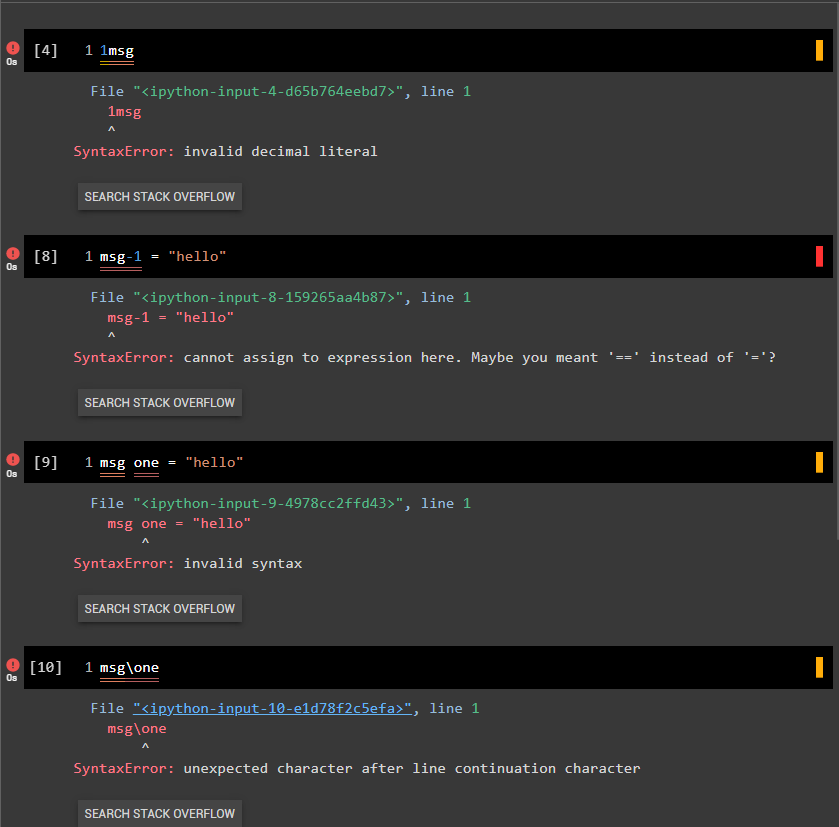 [4] 1 1msg
0s
File "<ipython-input-4-d65b764eebd7>", line 1
1msg
^
SyntaxError: invalid decimal literal
SEARCH STACK OVERFLOW
[8] 1 msg-1 = "hello"
0s
File "<ipython-input-8-159265aa4b87>", line 1
msg-1 = "hello"
^
SyntaxError: cannot assign to expression here. Maybe you meant '==' instead of '='?
SEARCH STACK OVERFLOW
[9] 1 msg one = "hello"
0s
File "<ipython-input-9-4978cc2ffd43>", line 1
msg one = "hello"
^
SyntaxError: invalid syntax
SEARCH STACK OVERFLOW
[10] 1 msg\one
0s
File "<ipython-input-10-e1d78f2c5efa>", line 1
msg\one
^
SyntaxError: unexpected character after line continuation character
SEARCH STACK OVERFLOW